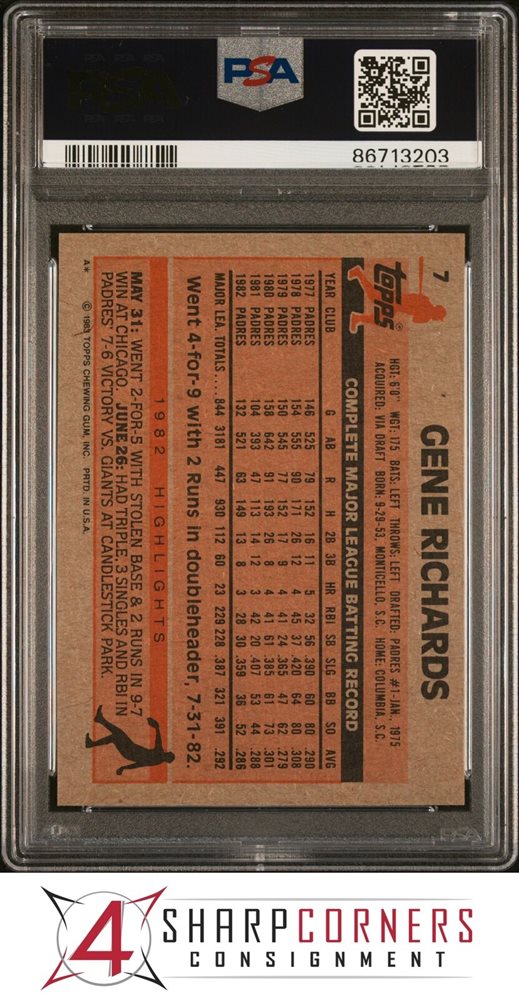 PSA
86713203
7
topps®
GENE RICHARDS
HGT: 6'0" WGT: 175 BATS: LEFT THROWS: LEFT DRAFTED: PADRES #1-JAN. 1975
ACQUIRED: VIA DRAFT BORN: 9-29-53, MONTICELLO, S.C. HOME: COLUMBIA, S.C.
COMPLETE MAJOR LEAGUE BATTING RECORD
YEAR CLUB G AB R H 2B 3B HR RBI SB SLG BB SO AVG
1977 PADRES 146 525 79 152 16 11 5 32 56 .390 60 80 .290
1978 PADRES 154 555 90 171 26 12 4 45 37 .420 64 80 .308
1979 PADRES 150 545 77 152 17 9 4 41 24 .365 47 62 .279
1980 PADRES 158 642 91 193 26 8 4 41 61 .385 61 73 .301
1981 PADRES 104 393 47 113 14 12 3 42 20 .407 53 44 .288
1982 PADRES 132 521 63 149 13 8 3 28 30 .359 36 52 .286
MAJOR LEA. TOTALS.... 844 3181 447 930 112 60 23 229 228 .387 321 391 .292
Went 4-for-9 with 2 Runs in doubleheader, 7-31-82.
1982 HIGHLIGHTS
MAY 31: WENT 2-FOR-5 WITH STOLEN BASE & 2 RUNS IN 9-7
WIN AT CHICAGO. JUNE 26: HAD TRIPLE, 3 SINGLES AND RBI IN
PADRES' 7-6 VICTORY VS. GIANTS AT CANDLESTICK PARK.
A* © 1983 TOPPS CHEWING GUM, INC. PRTD. IN U.S.A.
4 SHARPCORNERS
CONSIGNMENT